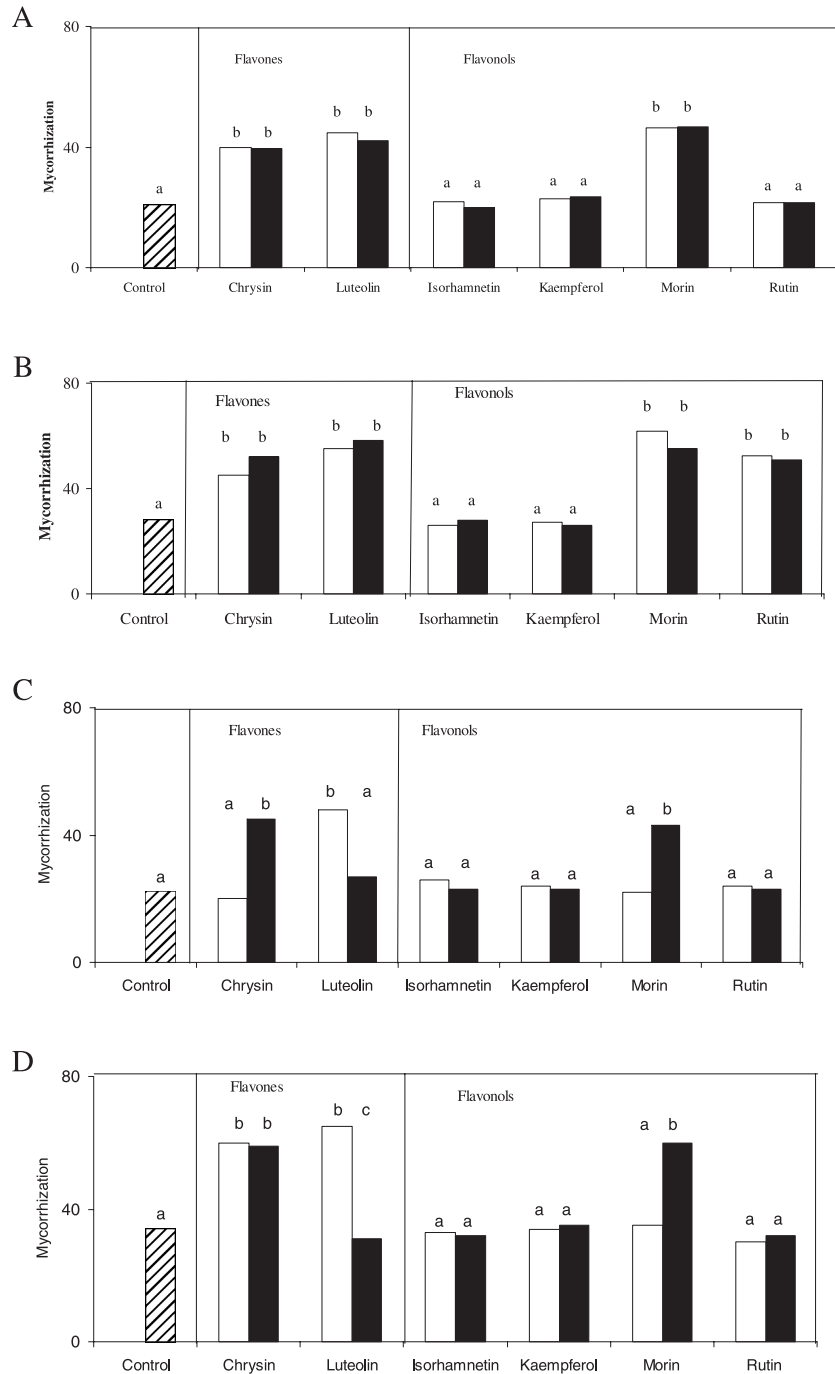 A
80
Flavones Flavonols
b b b b b b
Mycorrhization
40
a a a a a a a
0
Control Chrysin Luteolin Isorhamnetin Kaempferol Morin Rutin
B
80
Flavones Flavonols
b b b b b b b b
Mycorrhization
40
a a a a a
0
Control Chrysin Luteolin Isorhamnetin Kaempferol Morin Rutin
C
80
Flavones Flavonols
a b b a a b
Mycorrhization
40
a a a a a a a
0
Control Chrysin Luteolin Isorhamnetin Kaempferol Morin Rutin
D
80
Flavones Flavonols
b b b c a b
Mycorrhization
40
a a a a a a a
0
Control Chrysin Luteolin Isorhamnetin Kaempferol Morin Rutin